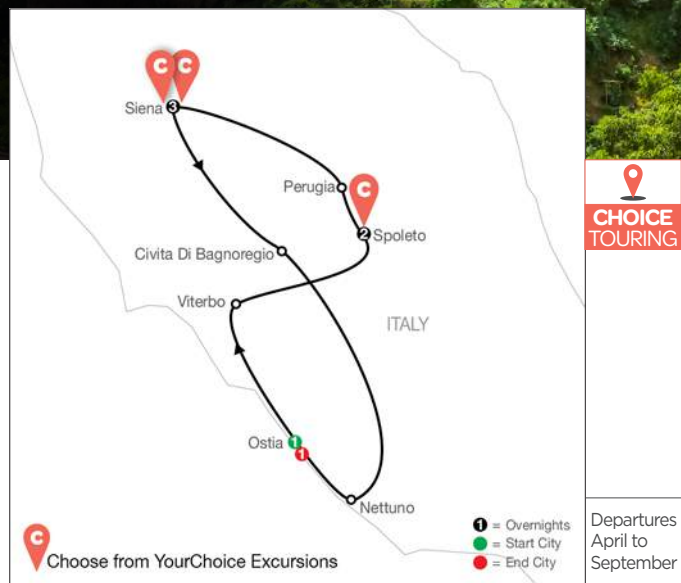 C C
Siena 3
Perugia
C
2 Spoleto
Civita Di Bagnoregio
Viterbo
ITALY
Ostia 1
1
Nettuno
C Choose from YourChoice Excursions
1 = Overnights
= Start City
= End City
CHOICE
TOURING
Departures
April to
September